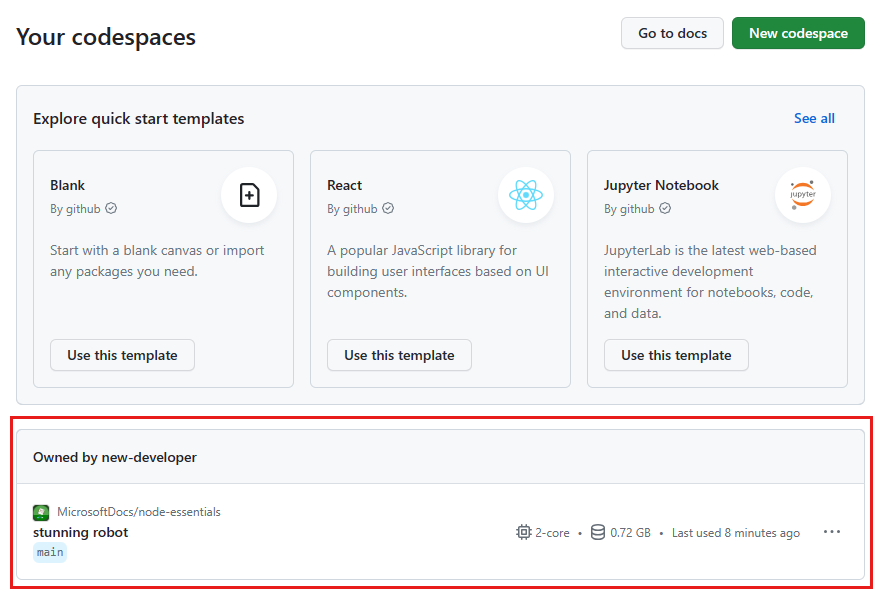 Your codespaces
Go to docs
New codespace
Explore quick start templates
See all
Blank
By github
Start with a blank canvas or import
any packages you need.
Use this template
React
By github
A popular JavaScript library for
building user interfaces based on UI
components.
Use this template
Jupyter Notebook
By github
jupyter
JupyterLab is the latest web-based
interactive development
environment for notebooks, code,
and data.
Use this template
Owned by new-developer
MicrosoftDocs/node-essentials
stunning robot
main
2-core • 0.72 GB • Last used 8 minutes ago ···